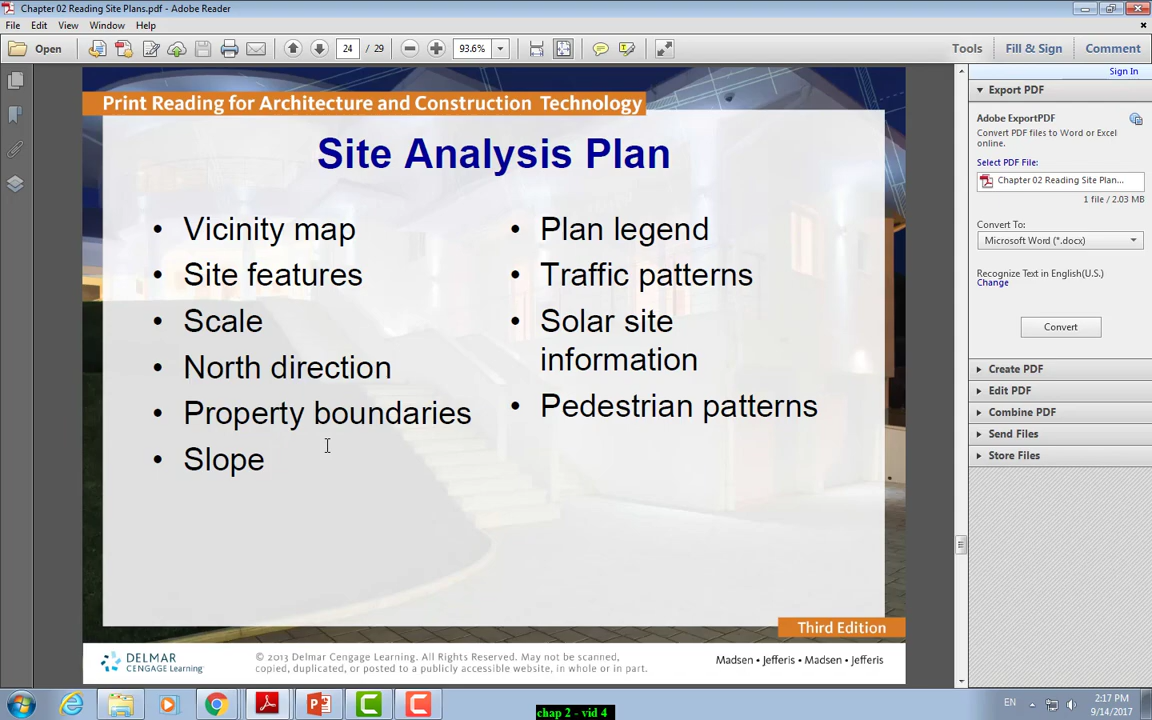 Chapter 02 Reading Site Plans.pdf - Adobe Reader
File Edit View Window Help
Open 24 / 29 93.6% Tools Fill & Sign Comment
Sign In
Print Reading for Architecture and Construction Technology
Site Analysis Plan
• Vicinity map
• Site features
• Scale
• North direction
• Property boundaries
• Slope
• Plan legend
• Traffic patterns
• Solar site
information
• Pedestrian patterns
Third Edition
DELMAR
CENGAGE Learning
© 2013 Delmar Cengage Learning. All Rights Reserved. May not be scanned,
copied, duplicated, or posted to a publicly accessible website, in whole or in part.
Madsen • Jefferis • Madsen • Jefferis
Export PDF
Adobe ExportPDF
Convert PDF files to Word or Excel
online.
Select PDF File:
Chapter 02 Reading Site Plan...
1 file / 2.03 MB
Convert To:
Microsoft Word (*.docx)
Recognize Text in English(U.S.)
Change
Convert
Create PDF
Edit PDF
Combine PDF
Send Files
Store Files
chap 2 - vid 4
EN
2:17 PM
9/14/2017